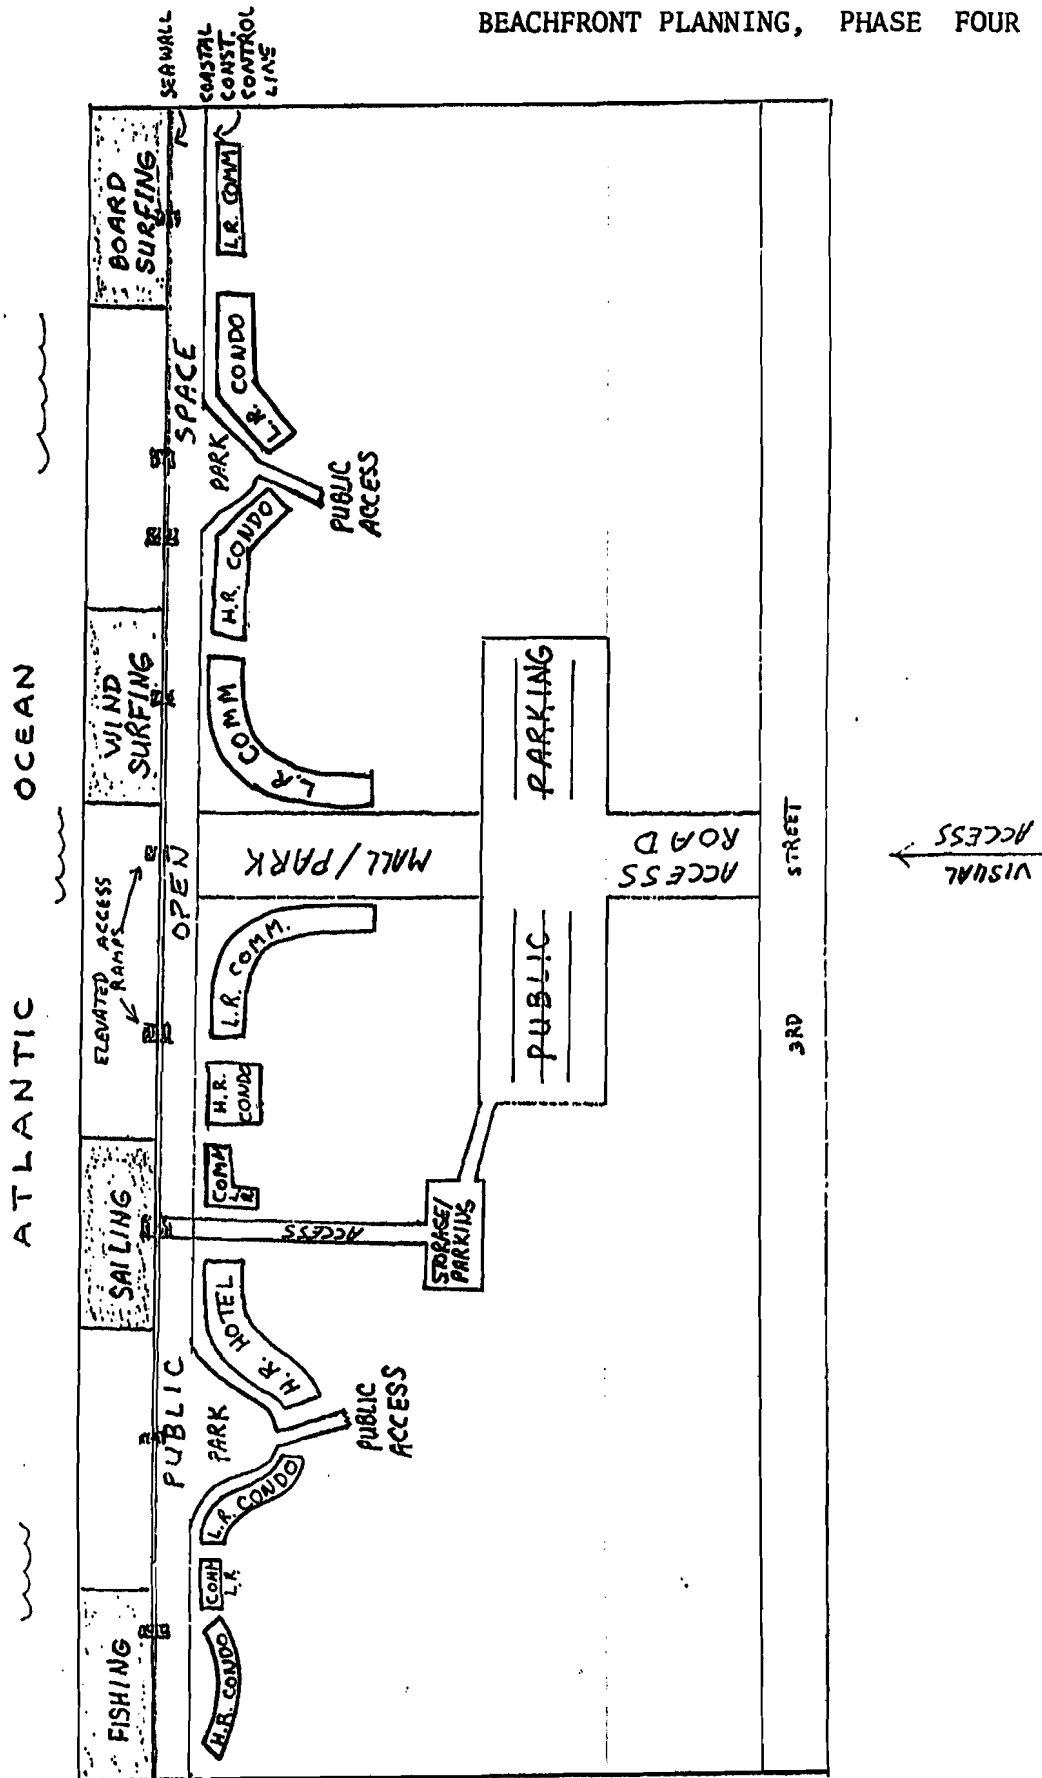 BEACHFRONT PLANNING, PHASE FOUR
SEAWALL
COASTAL
CONST.
CONTROL
LINE
ATLANTIC OCEAN
FISHING
SAILING
ELEVATED ACCESS
RAMPS
WIND
SURFING
BOARD
SURFING
PUBLIC OPEN SPACE
H.R. CONDO
COMM
L.R.
L.R. CONDO
PARK
PUBLIC
ACCESS
H.R. HOTEL
ACCESS
STORAGE/
PARKING
COMM
L.R.
H.R.
CONDO
L.R. COMM.
MALL/PARK
L.R COMM
H.R. CONDO
PARK
PUBLIC
ACCESS
L.R. CONDO
L.R. COMM
PUBLIC PARKING
ACCESS
ROAD
3RD STREET
VISUAL
ACCESS